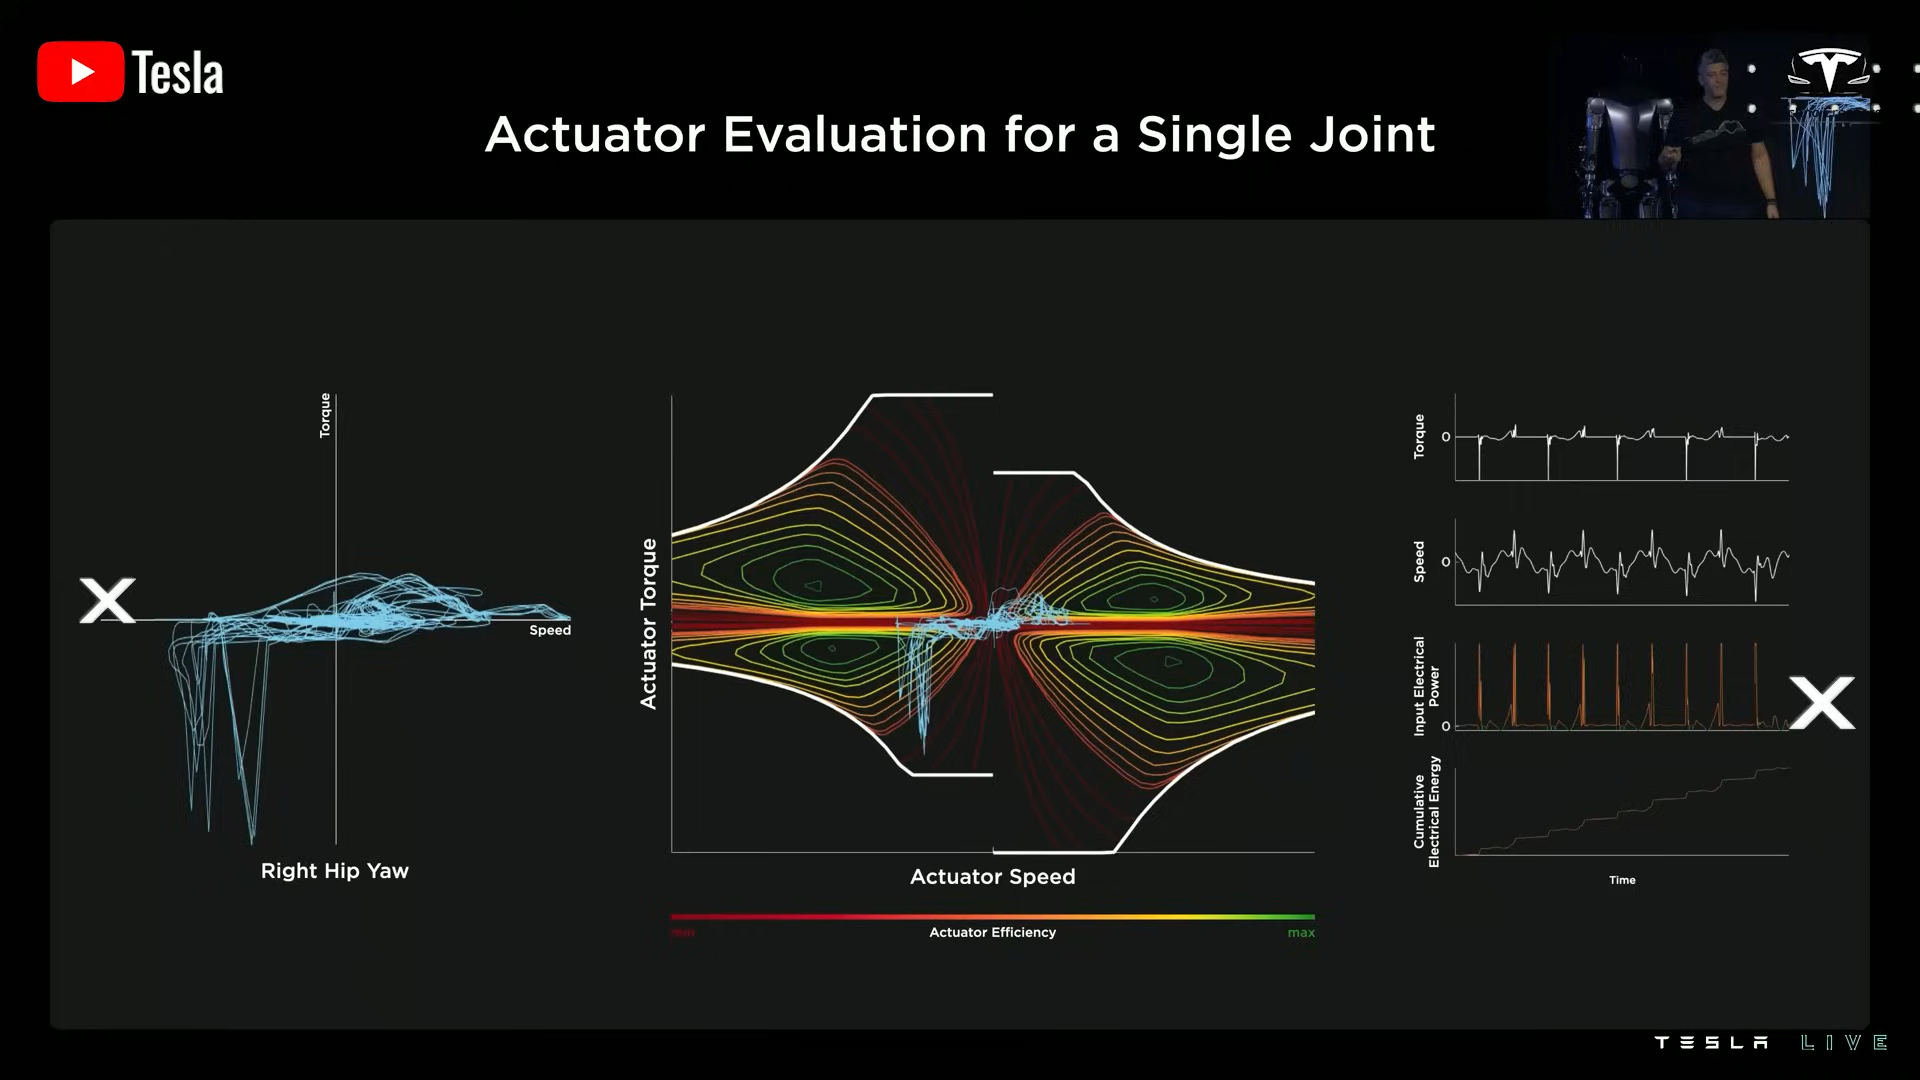 Tesla
Actuator Evaluation for a Single Joint
Torque
Speed
Right Hip Yaw
Actuator Torque
Actuator Speed
min
Actuator Efficiency
max
Torque
0
Speed
0
Input Electrical
Power
0
Cumulative
Electrical Energy
Time
TESLA LIVE